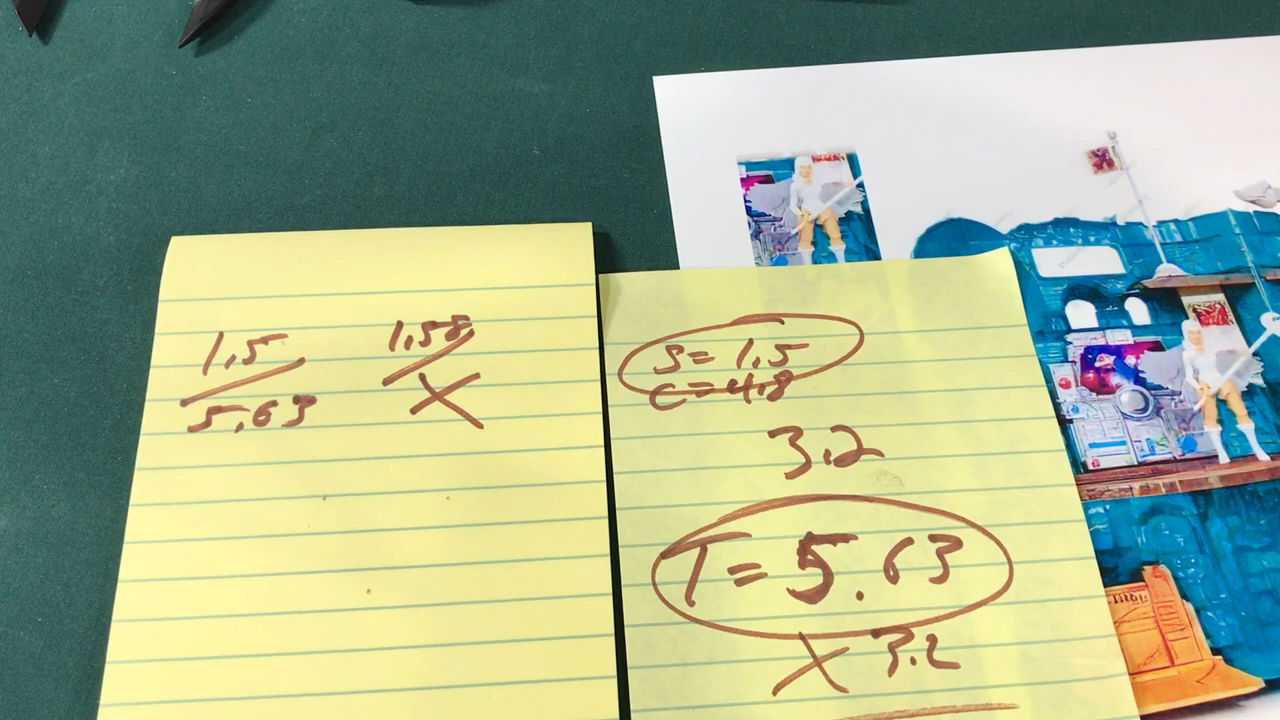 1.5 1.58
5.63 X
S = 1.5
C = 4.8
3.2
T = 5.63
X 3.2